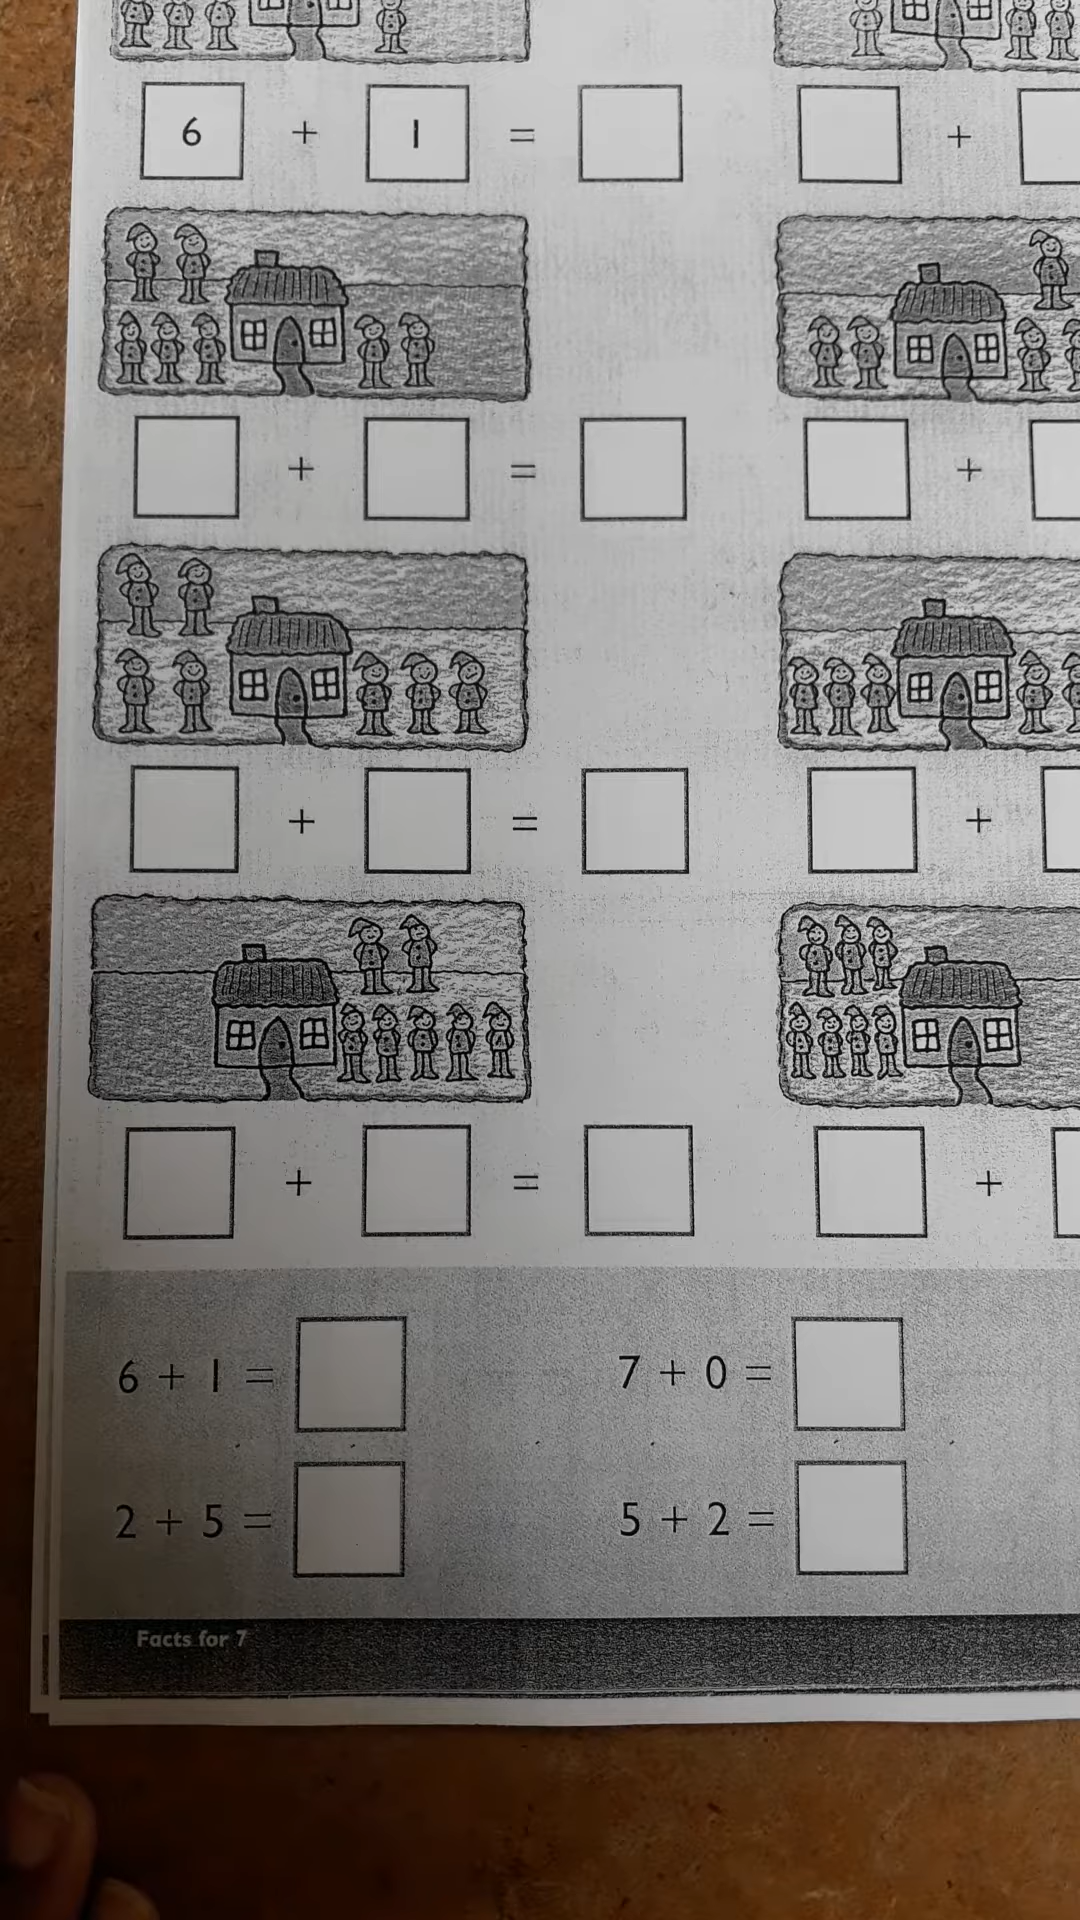 6 + 1 = +
+ = +
+ = +
+ = +
6 + 1 = 7 + 0 =
2 + 5 = 5 + 2 =
Facts for 7